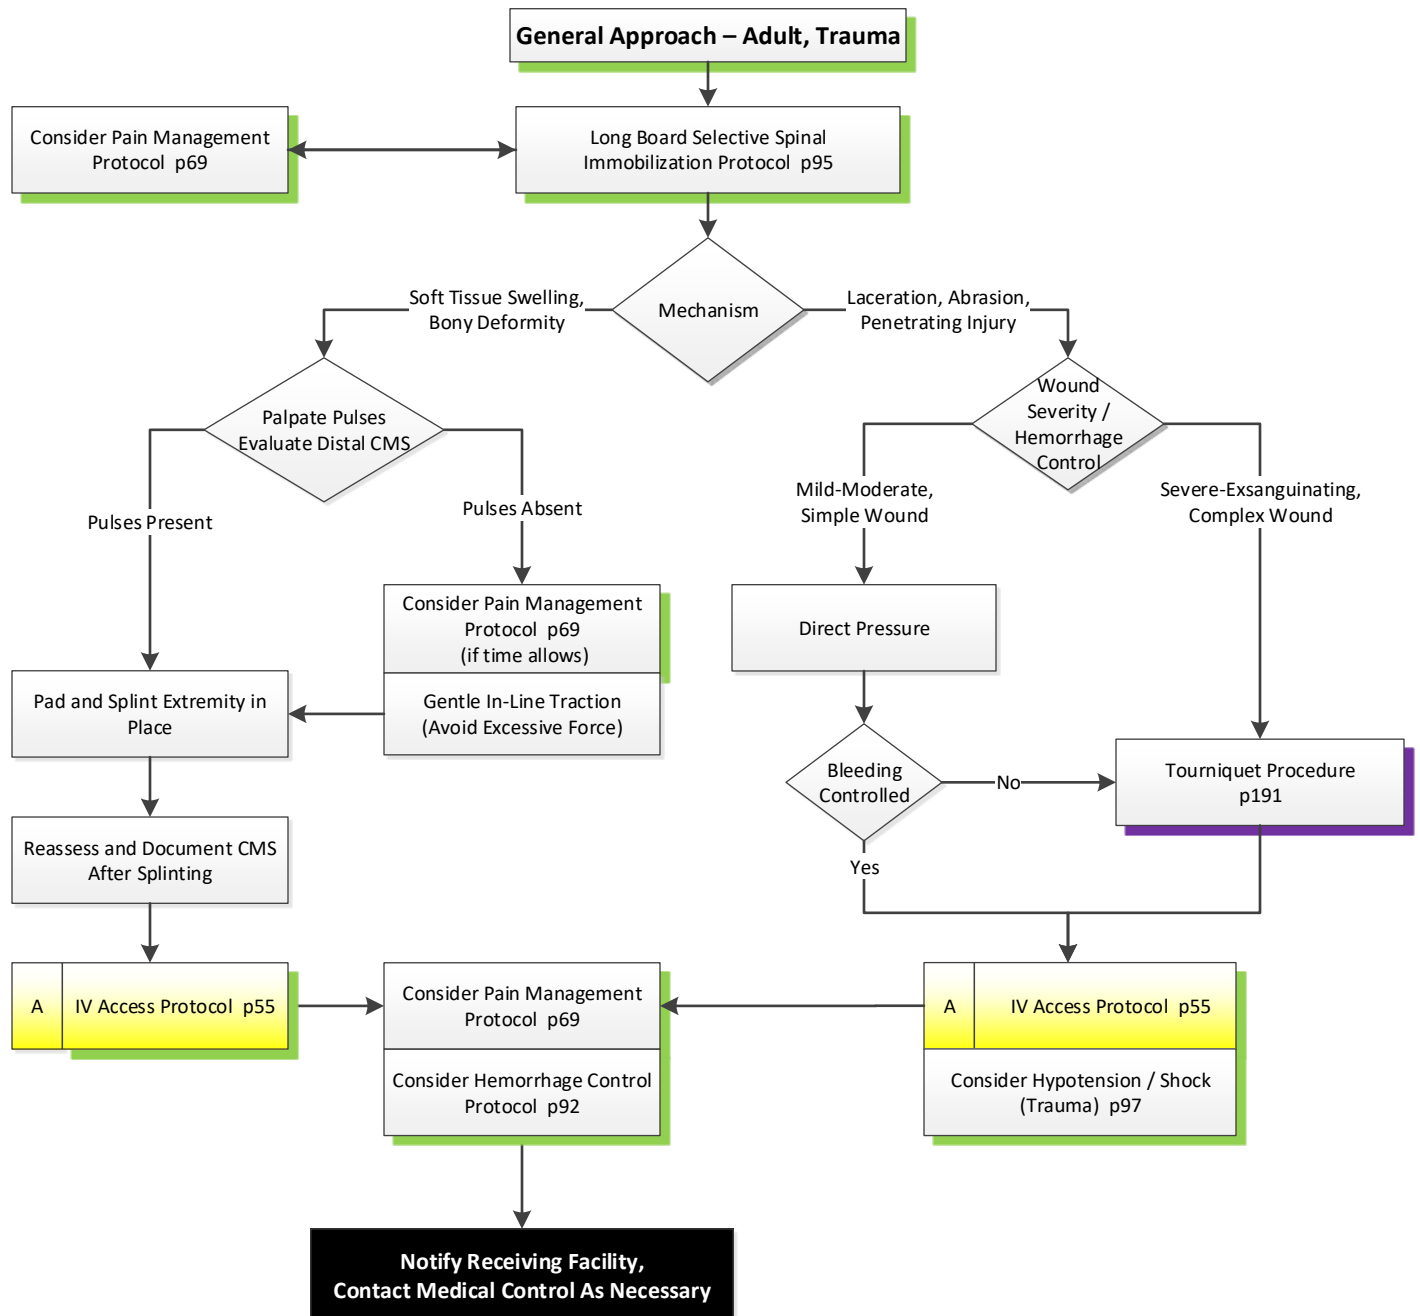 General Approach – Adult, Trauma
Consider Pain Management
Protocol p69
Long Board Selective Spinal
Immobilization Protocol p95
Mechanism
Soft Tissue Swelling,
Bony Deformity
Laceration, Abrasion,
Penetrating Injury
Palpate Pulses
Evaluate Distal CMS
Wound
Severity /
Hemorrhage
Control
Pulses Present
Pulses Absent
Mild-Moderate,
Simple Wound
Severe-Exsanguinating,
Complex Wound
Consider Pain Management
Protocol p69
(if time allows)
Gentle In-Line Traction
(Avoid Excessive Force)
Direct Pressure
Pad and Splint Extremity in
Place
Bleeding
Controlled
No
Tourniquet Procedure
p191
Reassess and Document CMS
After Splinting
Yes
A
IV Access Protocol p55
Consider Pain Management
Protocol p69
Consider Hemorrhage Control
Protocol p92
A
IV Access Protocol p55
Consider Hypotension / Shock
(Trauma) p97
Notify Receiving Facility,
Contact Medical Control As Necessary